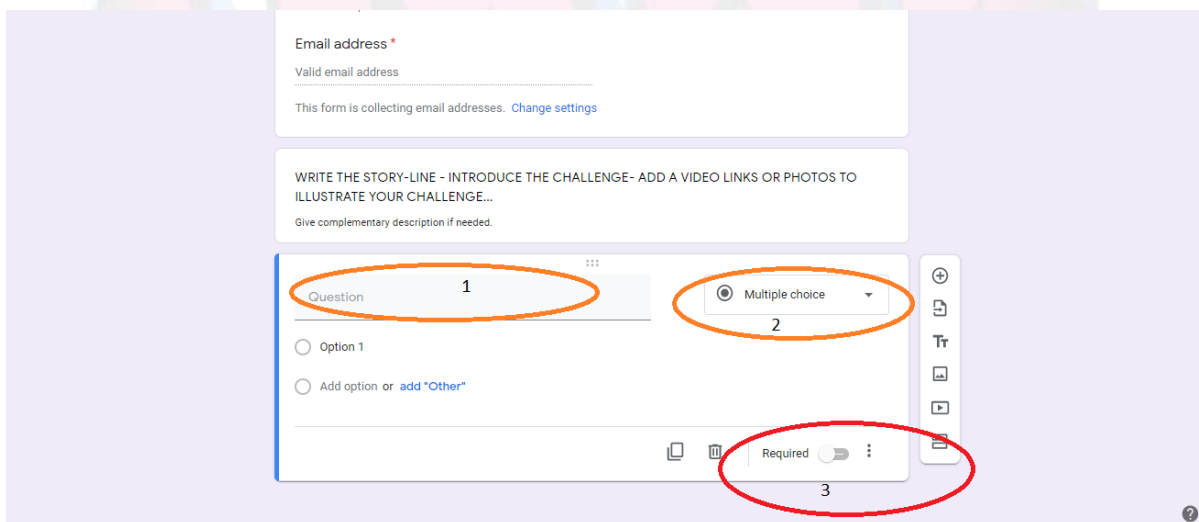 Email address *
Valid email address
This form is collecting email addresses. Change settings
WRITE THE STORY-LINE - INTRODUCE THE CHALLENGE- ADD A VIDEO LINKS OR PHOTOS TO
ILLUSTRATE YOUR CHALLENGE...
Give complementary description if needed.
Question 1
Multiple choice
2
Option 1
Add option or add "Other"
Required
3